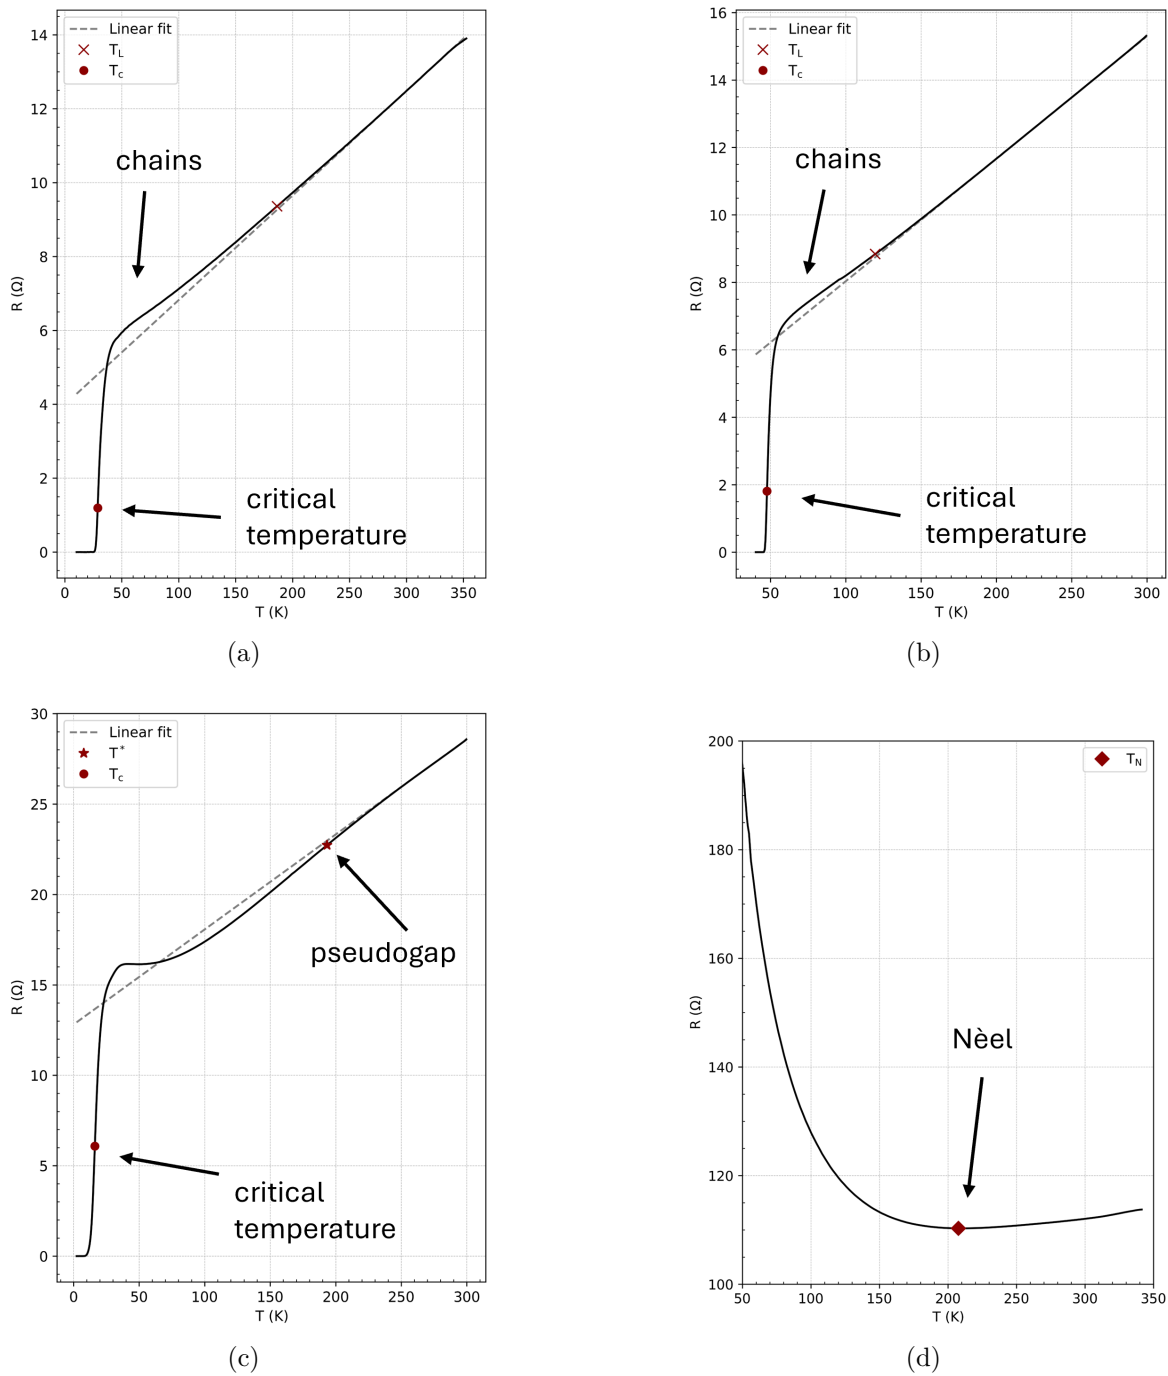 Linear fit
T_L
T_c
chains
critical
temperature
R (Ω)
14
12
10
8
6
4
2
0
0 50 100 150 200 250 300 350
T (K)
(a)
Linear fit
T_L
T_c
chains
critical
temperature
R (Ω)
16
14
12
10
8
6
4
2
0
50 100 150 200 250 300
T (K)
(b)
Linear fit
T*
T_c
pseudogap
critical
temperature
R (Ω)
30
25
20
15
10
5
0
0 50 100 150 200 250 300
T (K)
(c)
T_N
Nèel
R (Ω)
200
180
160
140
120
100
50 100 150 200 250 300 350
T (K)
(d)